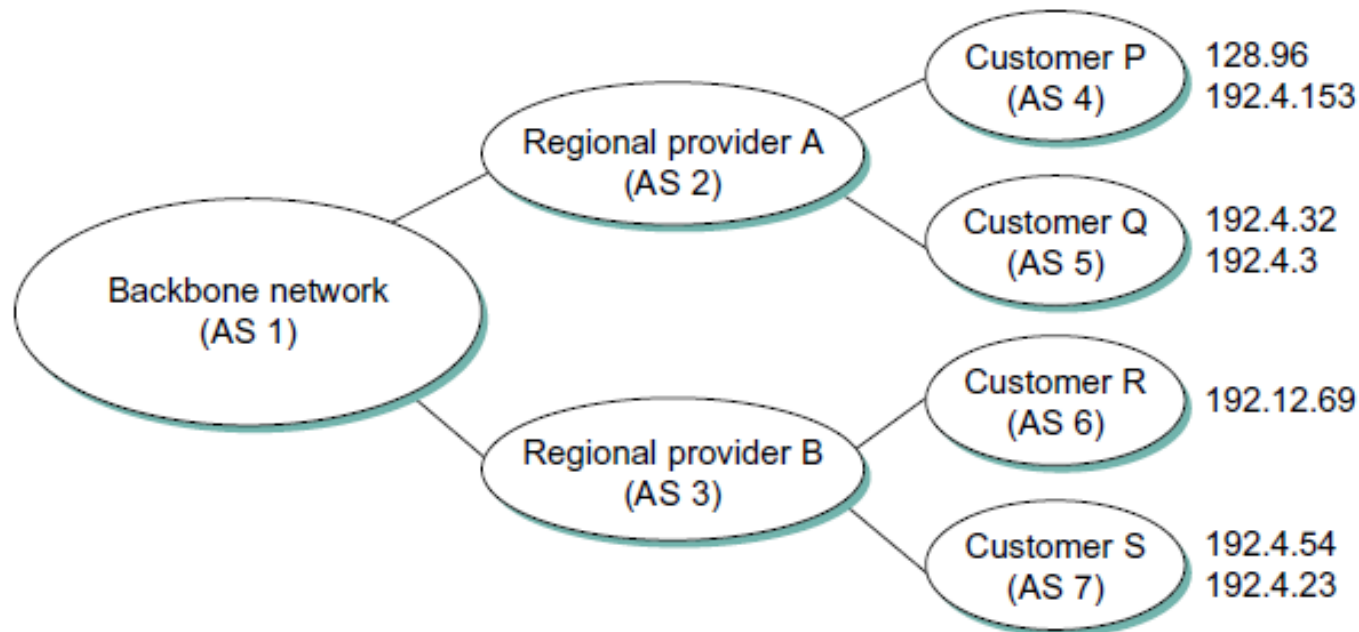 Customer P
(AS 4)
128.96
192.4.153
Regional provider A
(AS 2)
Customer Q
(AS 5)
192.4.32
192.4.3
Backbone network
(AS 1)
Customer R
(AS 6)
192.12.69
Regional provider B
(AS 3)
Customer S
(AS 7)
192.4.54
192.4.23